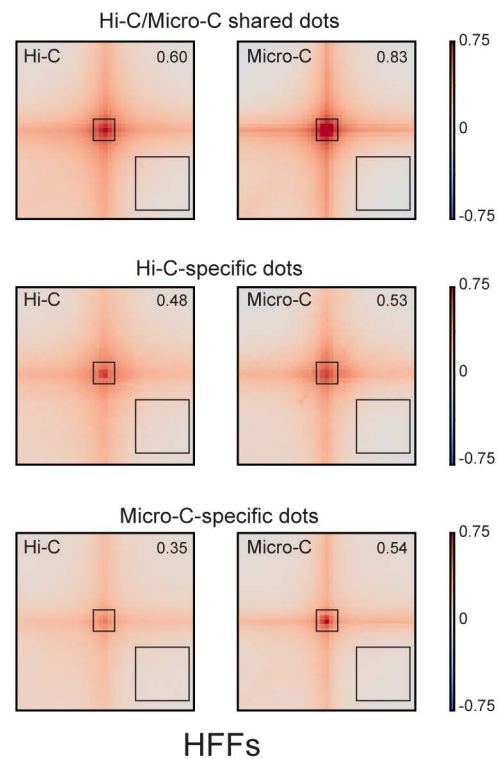 Hi-C/Micro-C shared dots
Hi-C 0.60
Micro-C 0.83
0.75
0
-0.75
Hi-C-specific dots
Hi-C 0.48
Micro-C 0.53
0.75
0
-0.75
Micro-C-specific dots
Hi-C 0.35
Micro-C 0.54
0.75
0
-0.75
HFFs